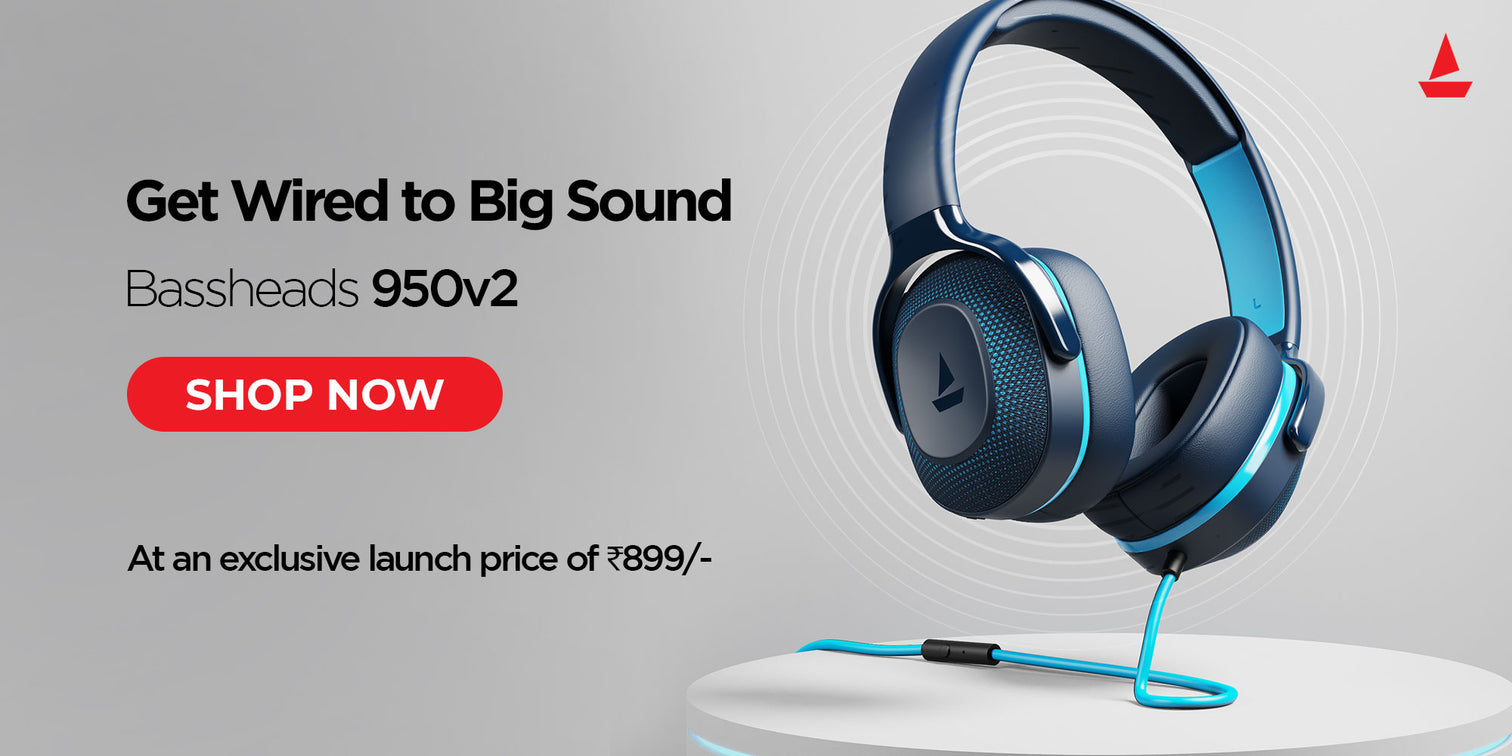 Get Wired to Big Sound
Bassheads 950v2
SHOP NOW
At an exclusive launch price of ₹899/-
L